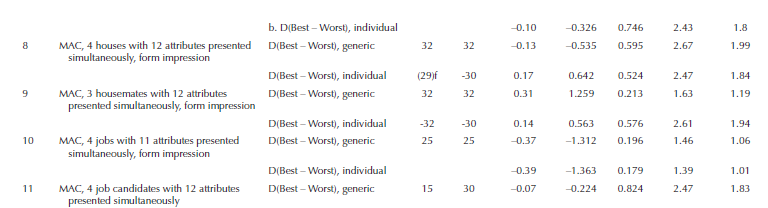 b. D(Best – Worst), individual –0.10 –0.326 0.746 2.43 1.8
8 MAC, 4 houses with 12 attributes presented D(Best – Worst), generic 32 32 –0.13 –0.535 0.595 2.67 1.99
simultaneously, form impression
D(Best – Worst), individual (29)f -30 0.17 0.642 0.524 2.47 1.84
9 MAC, 3 housemates with 12 attributes D(Best – Worst), generic 32 32 0.31 1.259 0.213 1.63 1.19
presented simultaneously, form impression
D(Best – Worst), individual -32 -30 0.14 0.563 0.576 2.61 1.94
10 MAC, 4 jobs with 11 attributes presented D(Best – Worst), generic 25 25 –0.37 –1.312 0.196 1.46 1.06
simultaneously, form impression
D(Best – Worst), individual –0.39 –1.363 0.179 1.39 1.01
11 MAC, 4 job candidates with 12 attributes D(Best – Worst), generic 15 30 –0.07 –0.224 0.824 2.47 1.83
presented simultaneously